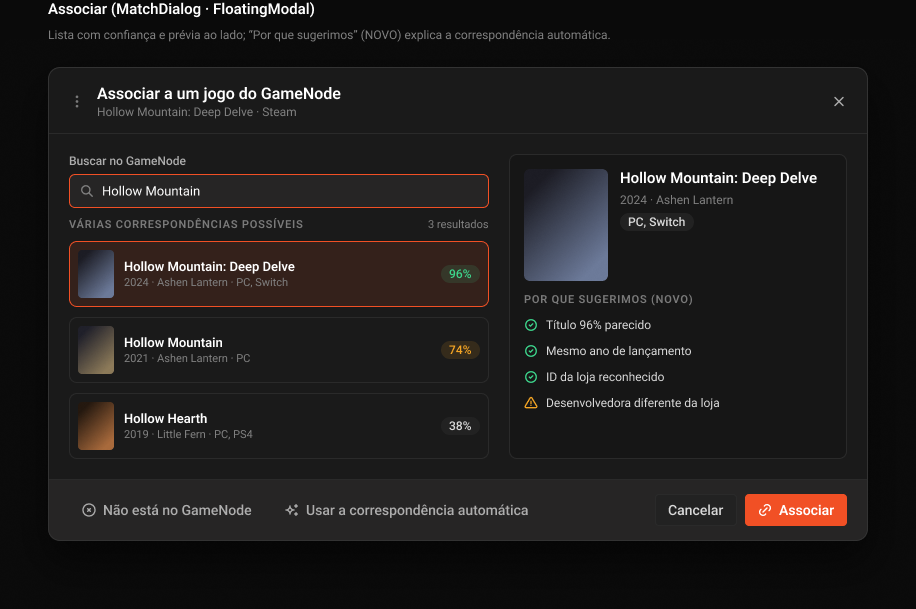 Associar (MatchDialog · FloatingModal)
Lista com confiança e prévia ao lado; “Por que sugerimos” (NOVO) explica a correspondência automática.
Associar a um jogo do GameNode
Hollow Mountain: Deep Delve · Steam
Buscar no GameNode
Hollow Mountain
VÁRIAS CORRESPONDÊNCIAS POSSÍVEIS
3 resultados
Hollow Mountain: Deep Delve
2024 · Ashen Lantern · PC, Switch
96%
Hollow Mountain
2021 · Ashen Lantern · PC
74%
Hollow Hearth
2019 · Little Fern · PC, PS4
38%
Hollow Mountain: Deep Delve
2024 · Ashen Lantern
PC, Switch
POR QUE SUGERIMOS (NOVO)
Título 96% parecido
Mesmo ano de lançamento
ID da loja reconhecido
Desenvolvedora diferente da loja
Não está no GameNode
Usar a correspondência automática
Cancelar
Associar